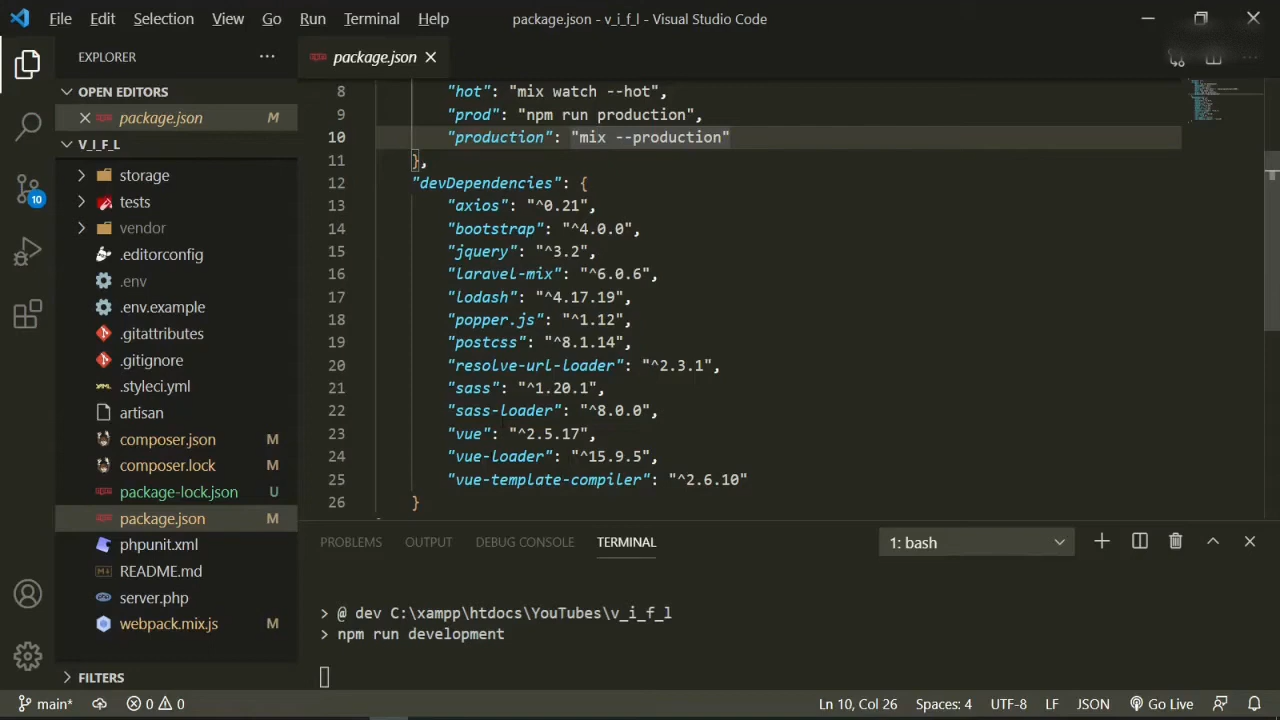 File Edit Selection View Go Run Terminal Help package.json - v_i_f_l - Visual Studio Code
EXPLORER
OPEN EDITORS
package.json M
V_I_F_L
storage
tests
vendor
.editorconfig
.env
.env.example
.gitattributes
.gitignore
.styleci.yml
artisan
composer.json M
composer.lock M
package-lock.json U
package.json M
phpunit.xml
README.md
server.php
webpack.mix.js M
FILTERS
10
package.json
8 "hot": "mix watch --hot",
9 "prod": "npm run production",
10 "production": "mix --production"
11 },
12 "devDependencies": {
13 "axios": "^0.21",
14 "bootstrap": "^4.0.0",
15 "jquery": "^3.2",
16 "laravel-mix": "^6.0.6",
17 "lodash": "^4.17.19",
18 "popper.js": "^1.12",
19 "postcss": "^8.1.14",
20 "resolve-url-loader": "^2.3.1",
21 "sass": "^1.20.1",
22 "sass-loader": "^8.0.0",
23 "vue": "^2.5.17",
24 "vue-loader": "^15.9.5",
25 "vue-template-compiler": "^2.6.10"
26 }
PROBLEMS OUTPUT DEBUG CONSOLE TERMINAL 1: bash
> @ dev C:\xampp\htdocs\YouTubes\v_i_f_l
> npm run development
main* 0 0 Ln 10, Col 26 Spaces: 4 UTF-8 LF JSON Go Live